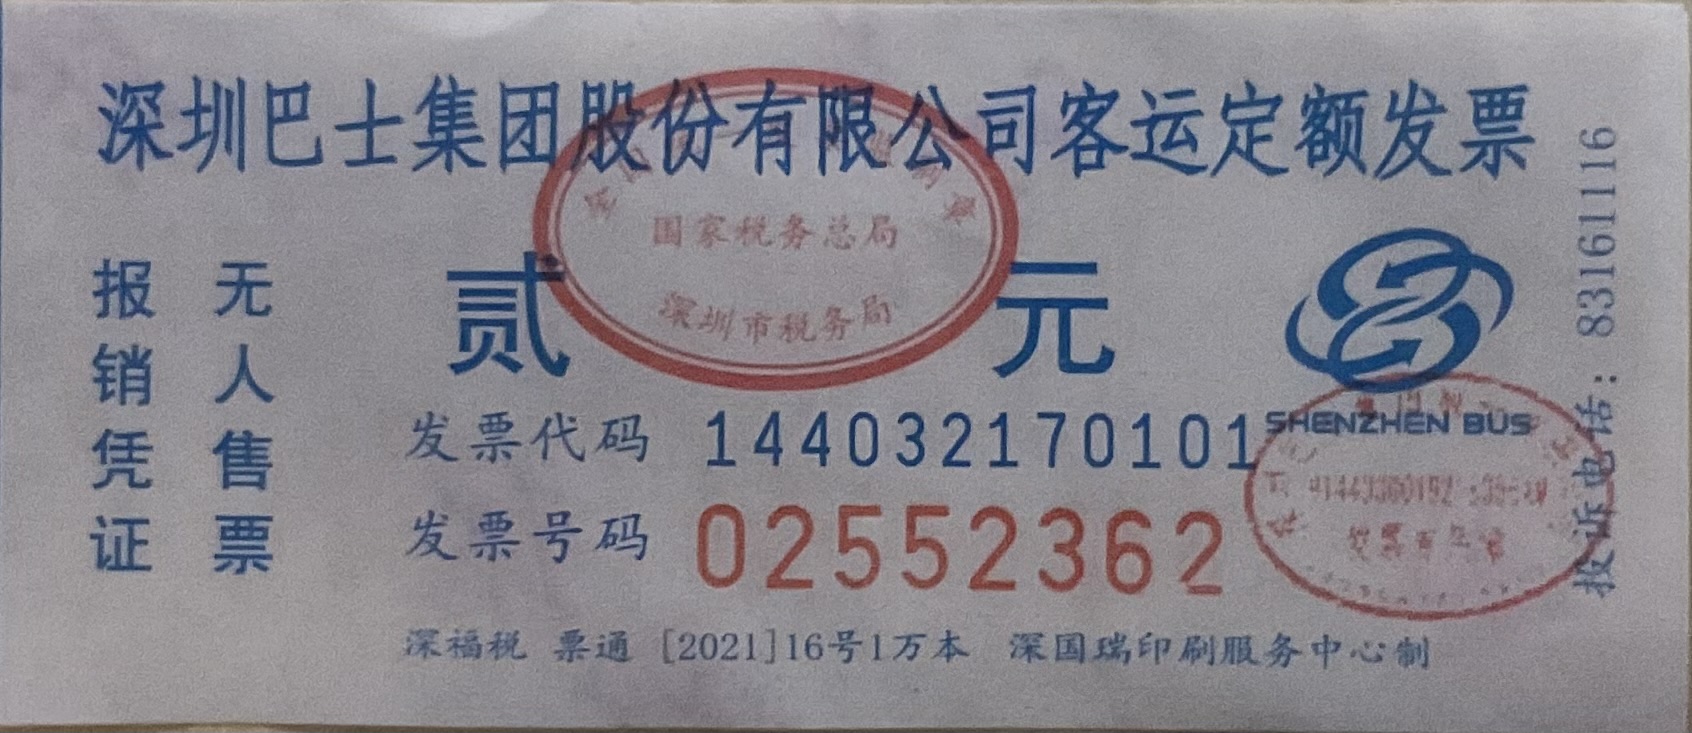 深圳巴士集团股份有限公司客运定额发票
国家税务总局
深圳市税务局
无人售票
报销凭证
贰元
SHENZHEN BUS
发票代码 144032170101
发票号码 02552362
发票专用章
深福税 票通 [2021]16号1万本 深国瑞印刷服务中心制
投诉电话：83161116